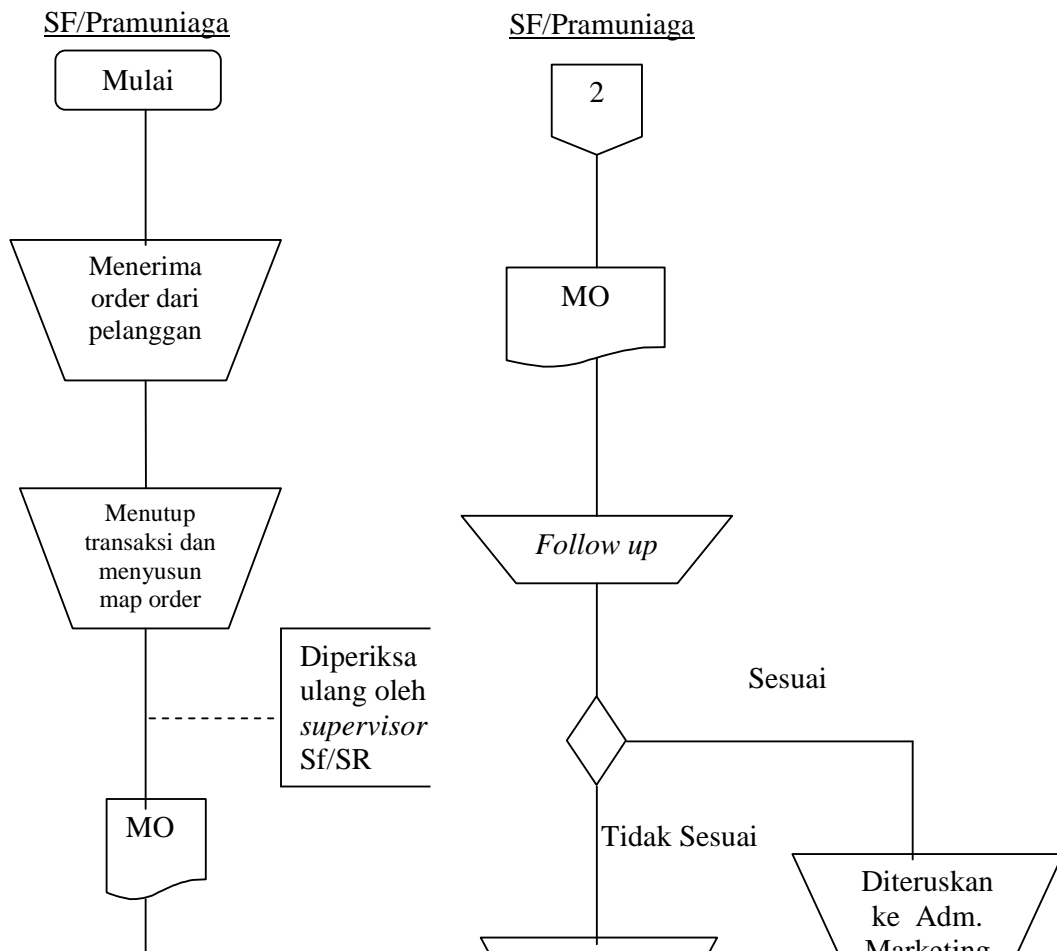 SF/Pramuniaga
Mulai
Menerima
order dari
pelanggan
Menutup
transaksi dan
menyusun
map order
Diperiksa
ulang oleh
supervisor
Sf/SR
MO
SF/Pramuniaga
2
MO
Follow up
Sesuai
Tidak Sesuai
Diteruskan
ke Adm.
Marketing